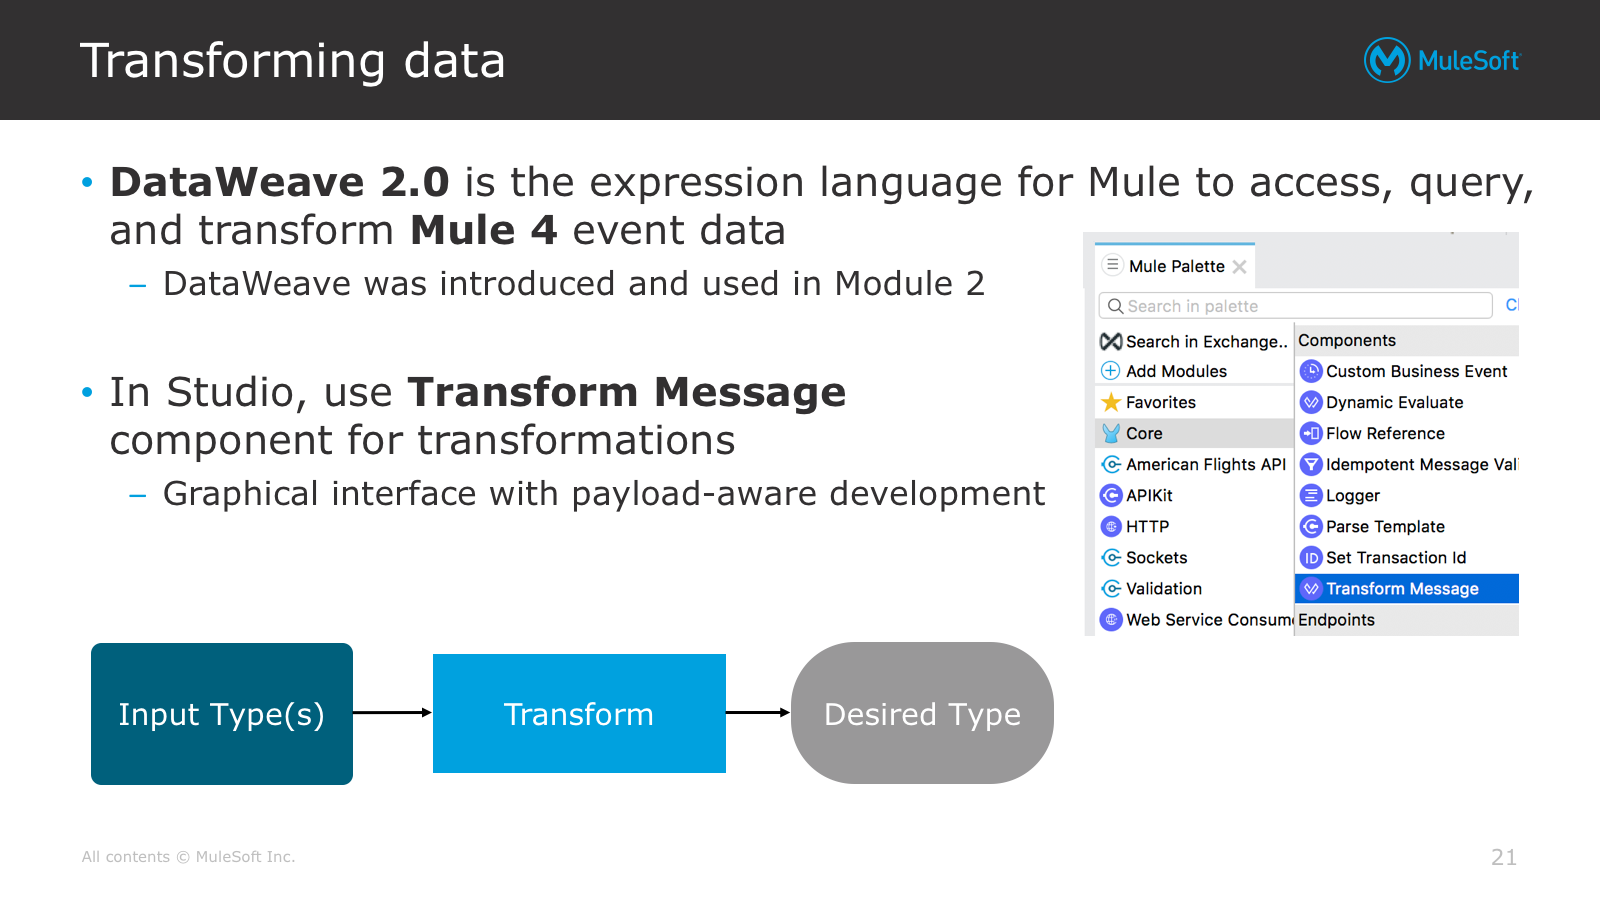 Transforming data
MuleSoft
• DataWeave 2.0 is the expression language for Mule to access, query,
and transform Mule 4 event data
– DataWeave was introduced and used in Module 2
• In Studio, use Transform Message
component for transformations
– Graphical interface with payload-aware development
Mule Palette
Search in palette
Search in Exchange..
Add Modules
Favorites
Core
American Flights API
APIKit
HTTP
Sockets
Validation
Web Service Consum
Components
Custom Business Event
Dynamic Evaluate
Flow Reference
Idempotent Message Vali
Logger
Parse Template
ID Set Transaction Id
Transform Message
Endpoints
Input Type(s)
Transform
Desired Type
All contents © MuleSoft Inc.
21